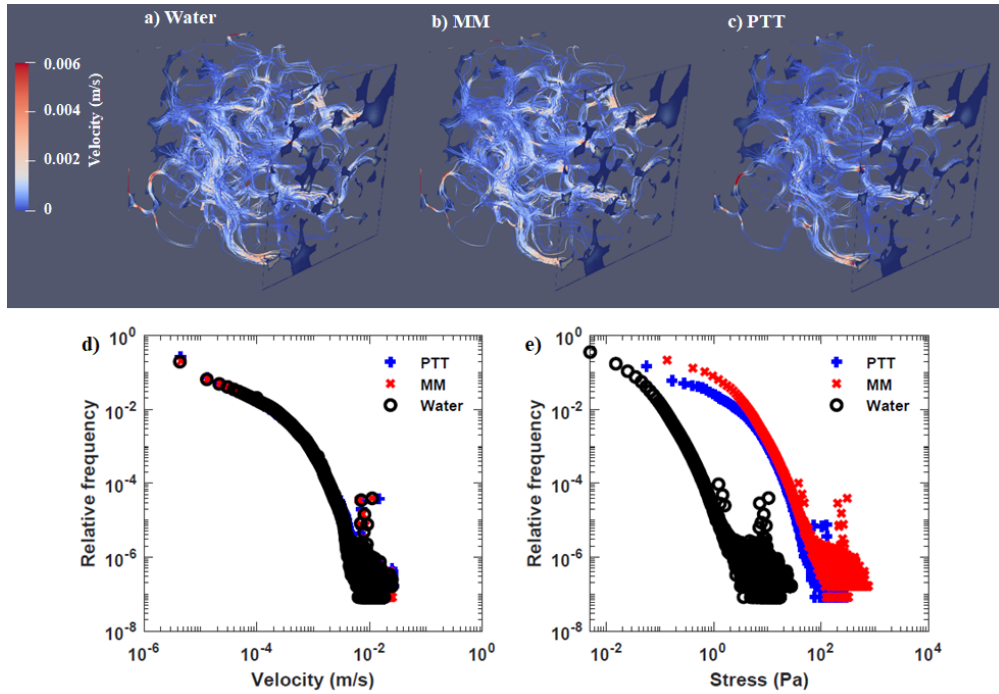 a) Water
b) MM
c) PTT
0.006
0.004
0.002
0
Velocity (m/s)
d)
PTT
MM
Water
10^0
10^-2
10^-4
10^-6
10^-8
Relative frequency
10^-6
10^-4
10^-2
10^0
Velocity (m/s)
e)
PTT
MM
Water
10^0
10^-2
10^-4
10^-6
10^-8
Relative frequency
10^-2
10^0
10^2
10^4
Stress (Pa)